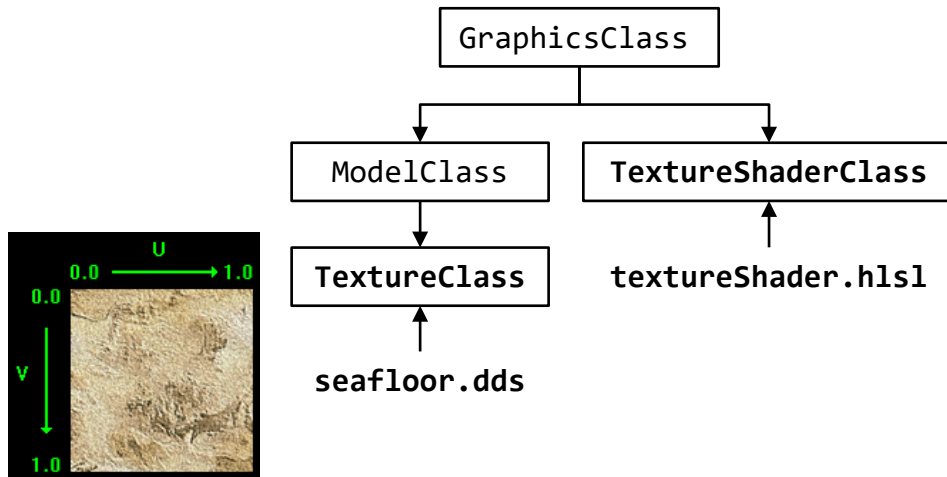 GraphicsClass
ModelClass
TextureShaderClass
TextureClass
textureShader.hlsl
seafloor.dds
U
0.0 1.0
0.0
V
1.0